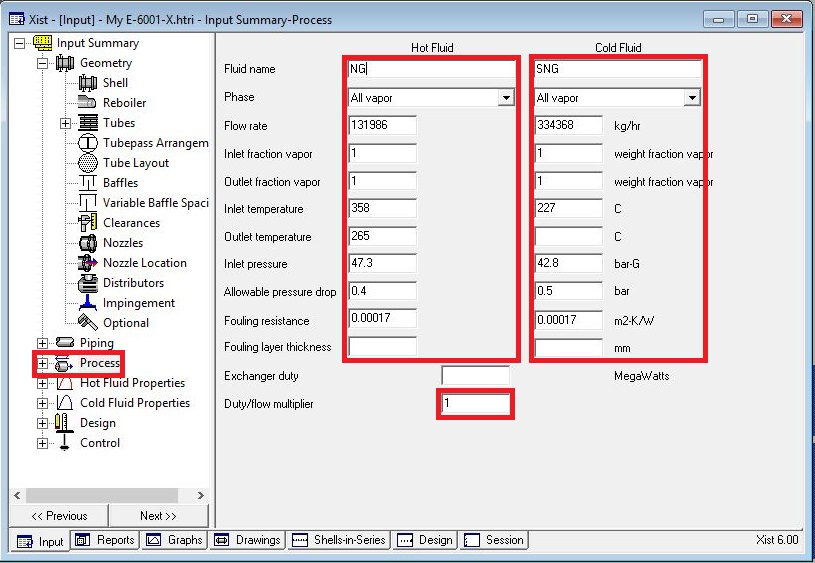 Xist - [Input] - My E-6001-X.htri - Input Summary-Process
Input Summary
Geometry
Shell
Reboiler
Tubes
Tubepass Arrangem
Tube Layout
Baffles
Variable Baffle Spaci
Clearances
Nozzles
Nozzle Location
Distributors
Impingement
Optional
Piping
Process
Hot Fluid Properties
Cold Fluid Properties
Design
Control
<< Previous Next >>
Hot Fluid Cold Fluid
Fluid name NG SNG
Phase All vapor All vapor
Flow rate 131986 334368 kg/hr
Inlet fraction vapor 1 1 weight fraction vapor
Outlet fraction vapor 1 1 weight fraction vapor
Inlet temperature 358 227 C
Outlet temperature 265 C
Inlet pressure 47.3 42.8 bar-G
Allowable pressure drop 0.4 0.5 bar
Fouling resistance 0.00017 0.00017 m2-K/W
Fouling layer thickness mm
Exchanger duty MegaWatts
Duty/flow multiplier 1
Input Reports Graphs Drawings Shells-in-Series Design Session Xist 6.00